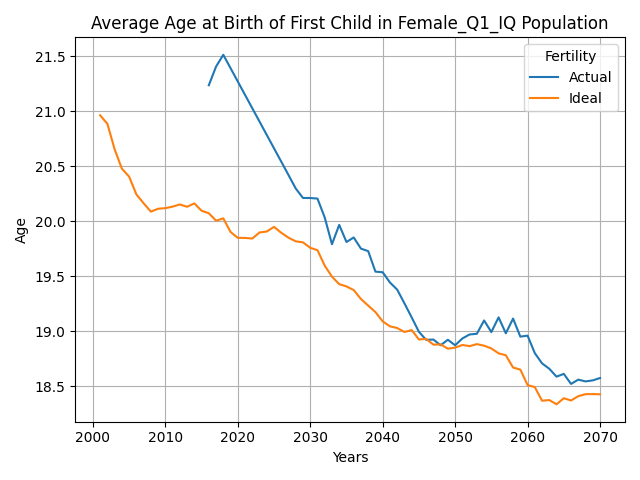 Average Age at Birth of First Child in Female_Q1_IQ Population
Fertility
Actual
Ideal
21.5
21.0
20.5
20.0
19.5
19.0
18.5
Age
2000 2010 2020 2030 2040 2050 2060 2070
Years